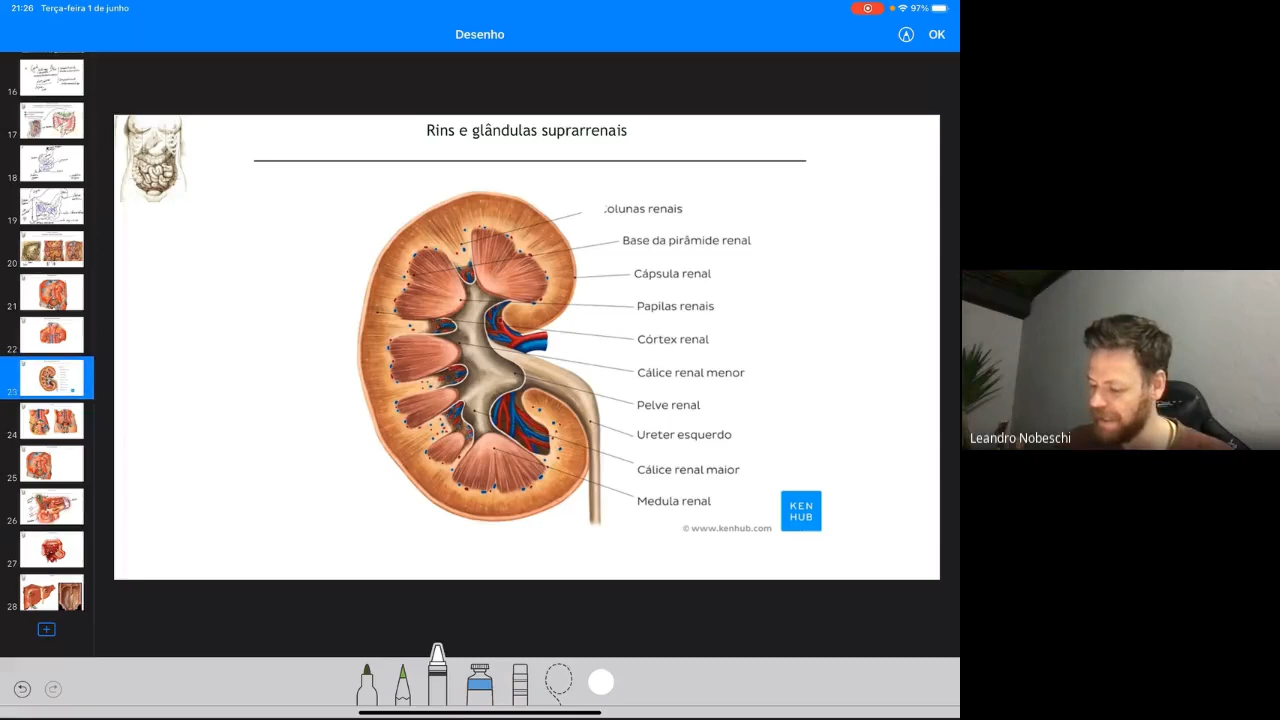 21:26 Terça-feira 1 de junho
97%
Desenho
OK
16
17
18
19
20
21
22
23
24
25
26
27
28
Rins e glândulas suprarrenais
olunas renais
Base da pirâmide renal
Cápsula renal
Papilas renais
Córtex renal
Cálice renal menor
Pelve renal
Ureter esquerdo
Cálice renal maior
Medula renal
KEN
HUB
© www.kenhub.com
Leandro Nobeschi